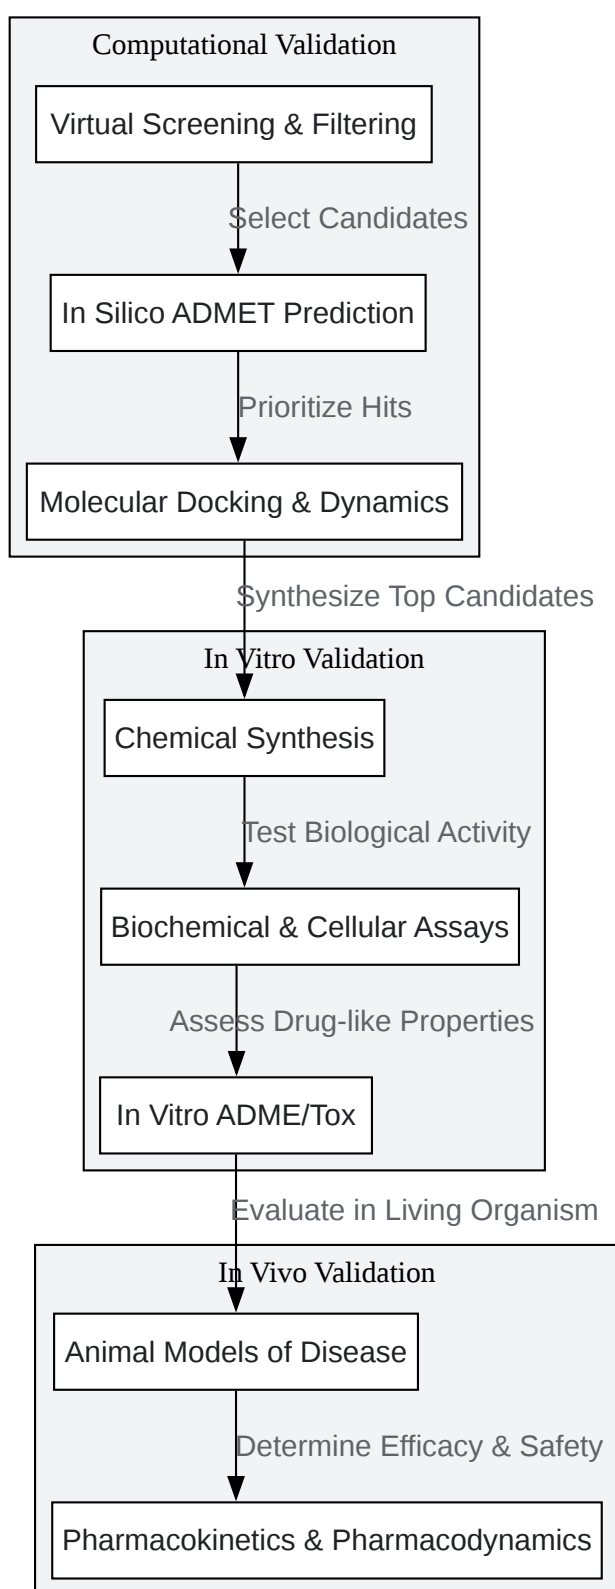 Computational Validation
Virtual Screening & Filtering
Select Candidates
In Silico ADMET Prediction
Prioritize Hits
Molecular Docking & Dynamics
Synthesize Top Candidates
In Vitro Validation
Chemical Synthesis
Test Biological Activity
Biochemical & Cellular Assays
Assess Drug-like Properties
In Vitro ADME/Tox
Evaluate in Living Organism
In Vivo Validation
Animal Models of Disease
Determine Efficacy & Safety
Pharmacokinetics & Pharmacodynamics